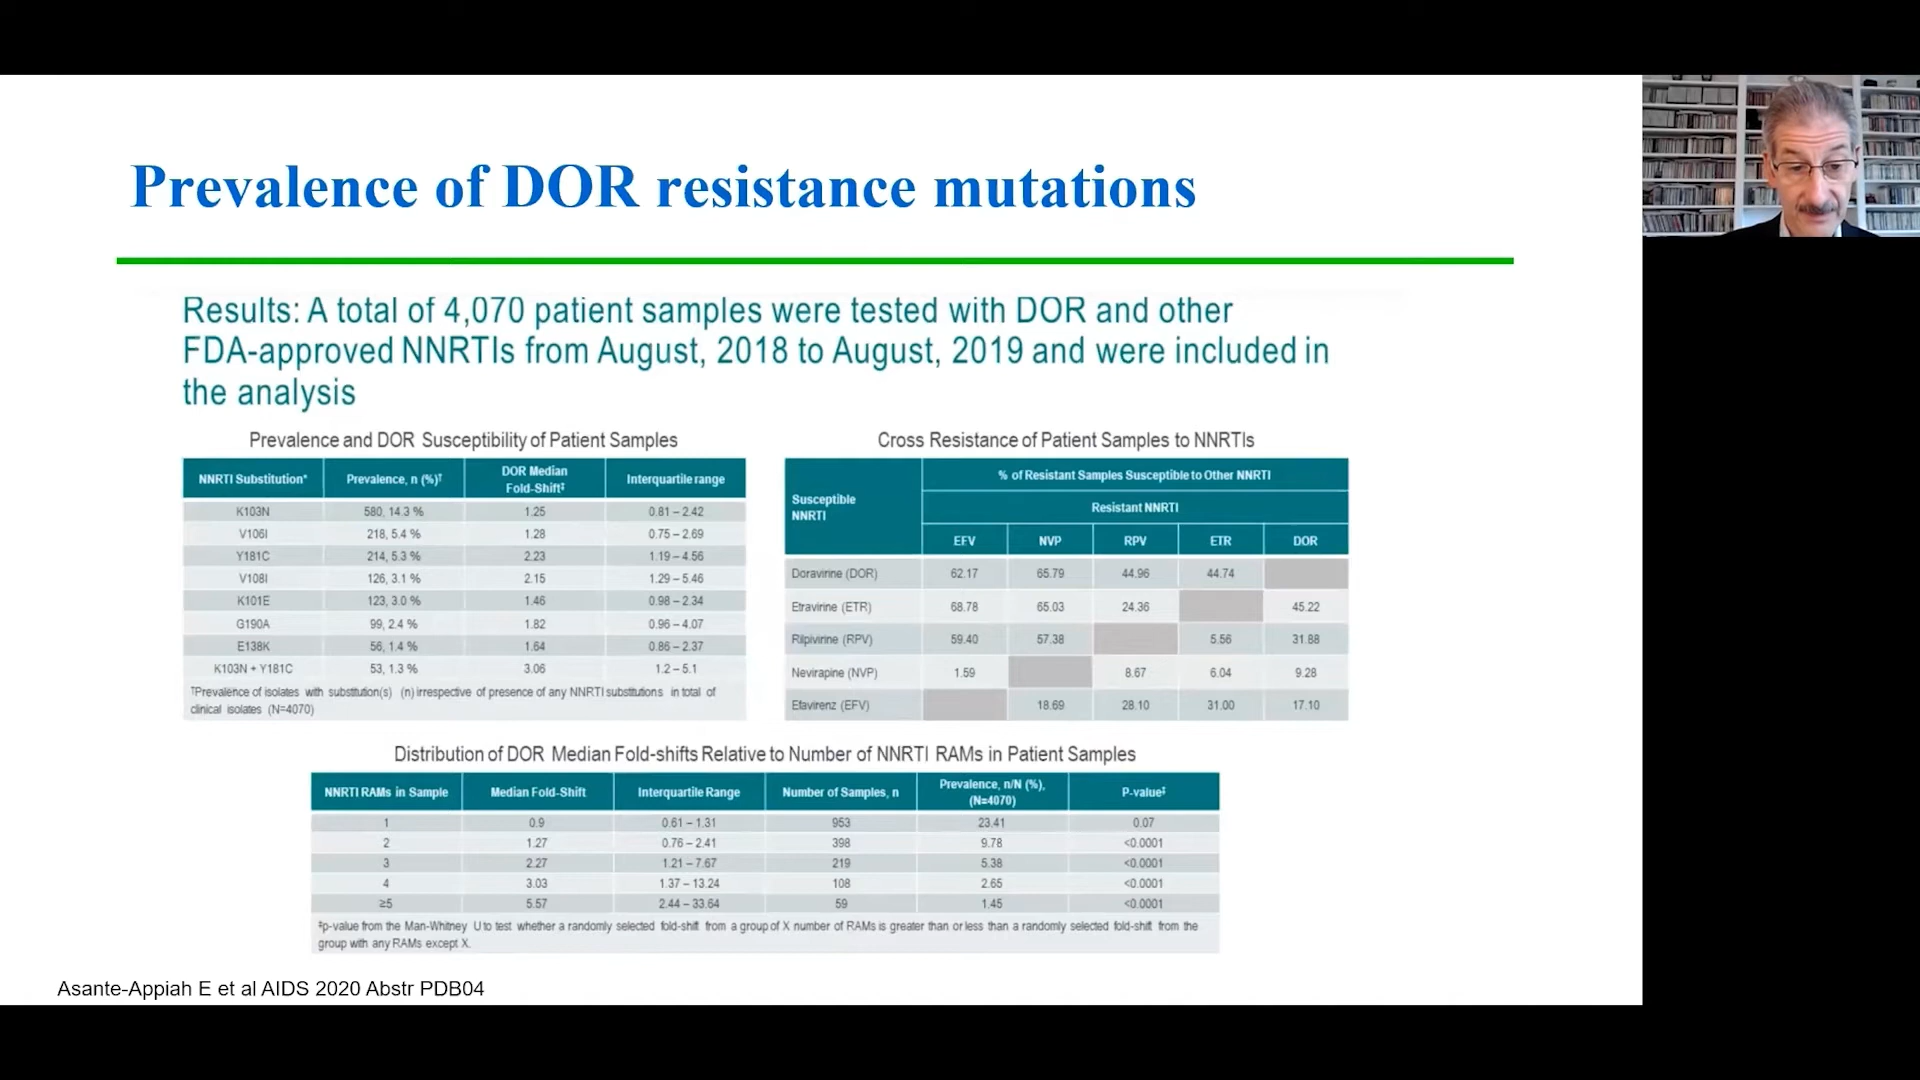 Prevalence of DOR resistance mutations
Results: A total of 4,070 patient samples were tested with DOR and other
FDA-approved NNRTIs from August, 2018 to August, 2019 and were included in
the analysis
Prevalence and DOR Susceptibility of Patient Samples
NNRTI Substitution* Prevalence, n (%)† DOR Median Fold-Shift‡ Interquartile range
K103N 580, 14.3 % 1.25 0.81 – 2.42
V106I 218, 5.4 % 1.28 0.75 – 2.69
Y181C 214, 5.3 % 2.23 1.19 – 4.56
V108I 126, 3.1 % 2.15 1.29 – 5.46
K101E 123, 3.0 % 1.46 0.98 – 2.34
G190A 99, 2.4 % 1.82 0.96 – 4.07
E138K 56, 1.4 % 1.64 0.86 – 2.37
K103N + Y181C 53, 1.3 % 3.06 1.2 – 5.1
†Prevalence of isolates with substitution(s) (n) irrespective of presence of any NNRTI substitutions in total of
clinical isolates (N=4070)
Cross Resistance of Patient Samples to NNRTIs
Susceptible NNRTI
% of Resistant Samples Susceptible to Other NNRTI
Resistant NNRTI
EFV NVP RPV ETR DOR
Doravirine (DOR) 62.17 65.79 44.96 44.74
Etravirine (ETR) 68.78 65.03 24.36 45.22
Rilpivirine (RPV) 59.40 57.38 5.56 31.88
Nevirapine (NVP) 1.59 8.67 6.04 9.28
Efavirenz (EFV) 18.69 28.10 31.00 17.10
Distribution of DOR Median Fold-shifts Relative to Number of NNRTI RAMs in Patient Samples
NNRTI RAMs in Sample Median Fold-Shift Interquartile Range Number of Samples, n Prevalence, n/N (%), (N=4070) P-value‡
1 0.9 0.61 – 1.31 953 23.41 0.07
2 1.27 0.76 – 2.41 398 9.78 <0.0001
3 2.27 1.21 – 7.67 219 5.38 <0.0001
4 3.03 1.37 – 13.24 108 2.65 <0.0001
≥5 5.57 2.44 – 33.64 59 1.45 <0.0001
‡p-value from the Man-Whitney U to test whether a randomly selected fold-shift from a group of X number of RAMs is greater than or less than a randomly selected fold-shift from the
group with any RAMs except X.
Asante-Appiah E et al AIDS 2020 Abstr PDB04